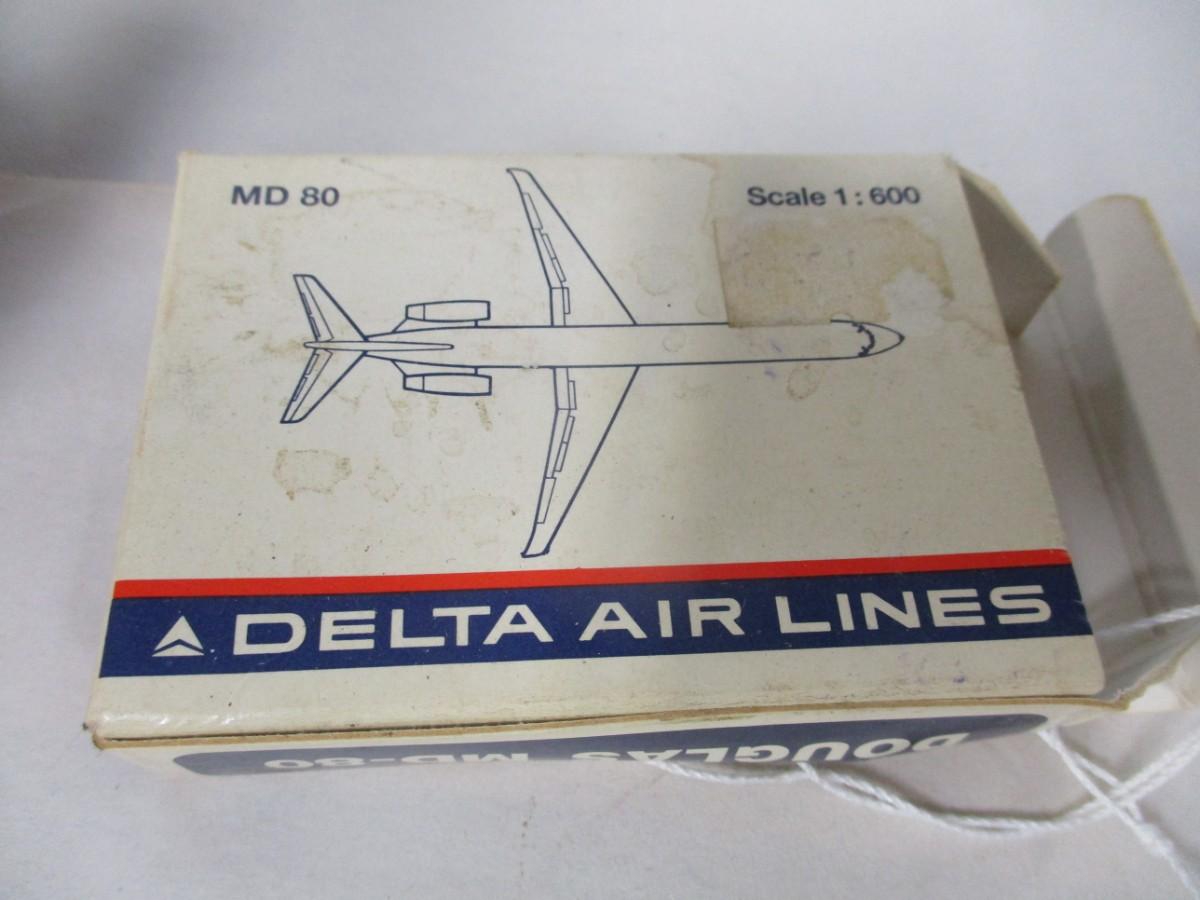 MD 80
Scale 1:600
DELTA AIR LINES
DOUGLAS MD-80